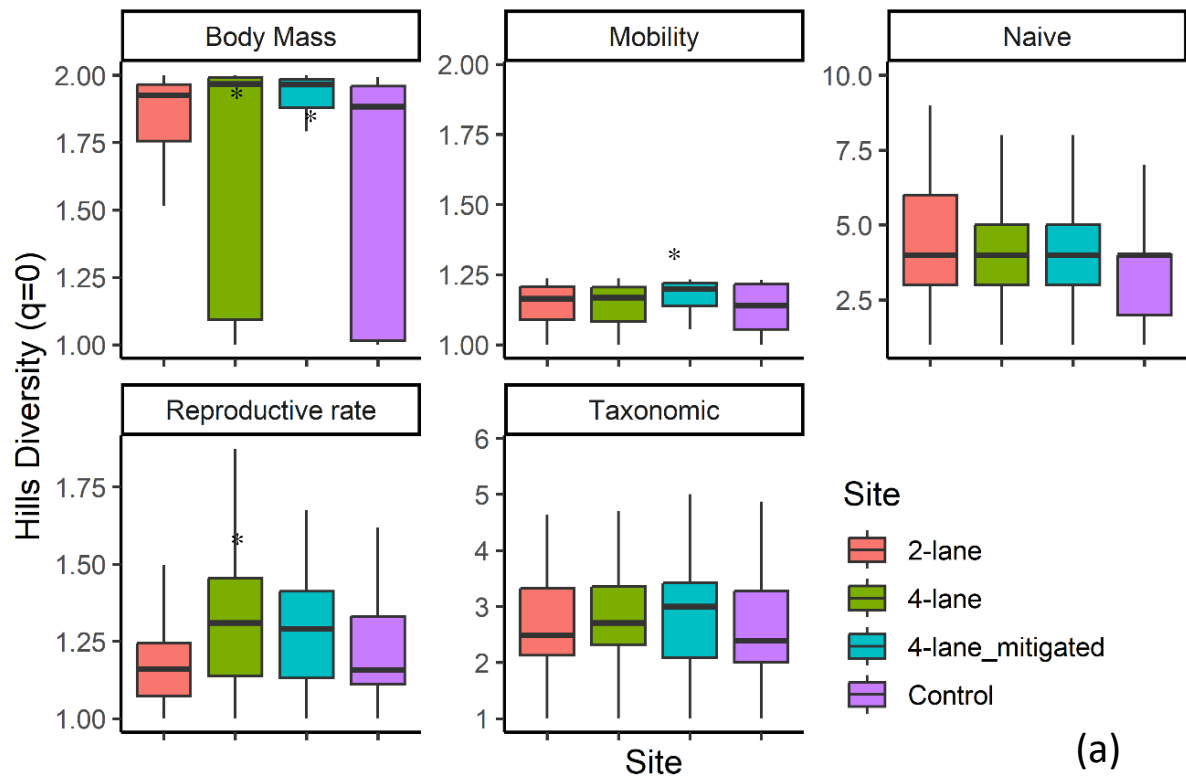 Body Mass
Mobility
Naive
2.00
1.75
1.50
1.25
1.00
*
*
2.00
1.75
1.50
1.25
1.00
*
10.0
7.5
5.0
2.5
Hills Diversity (q=0)
Reproductive rate
Taxonomic
1.75
1.50
1.25
1.00
*
6
5
4
3
2
1
Site
Site
2-lane
4-lane
4-lane_mitigated
Control
(a)